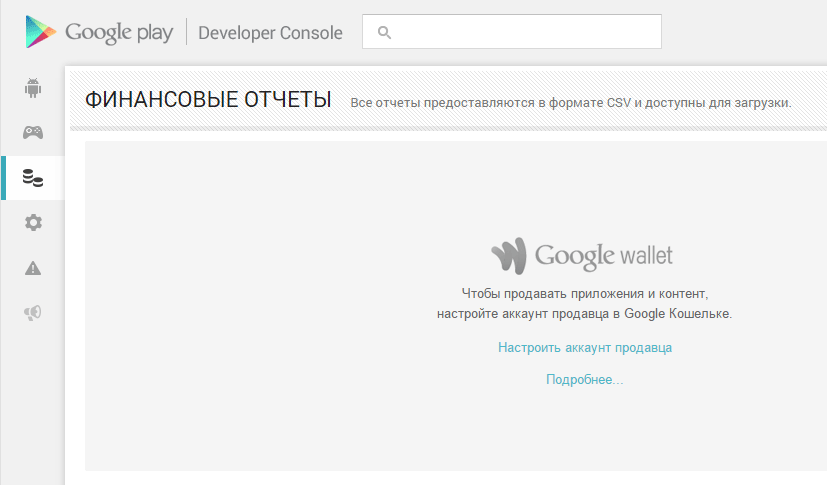 Google play Developer Console
ФИНАНСОВЫЕ ОТЧЕТЫ Все отчеты предоставляются в формате CSV и доступны для загрузки.
Google wallet
Чтобы продавать приложения и контент,
настройте аккаунт продавца в Google Кошельке.
Настроить аккаунт продавца
Подробнее...